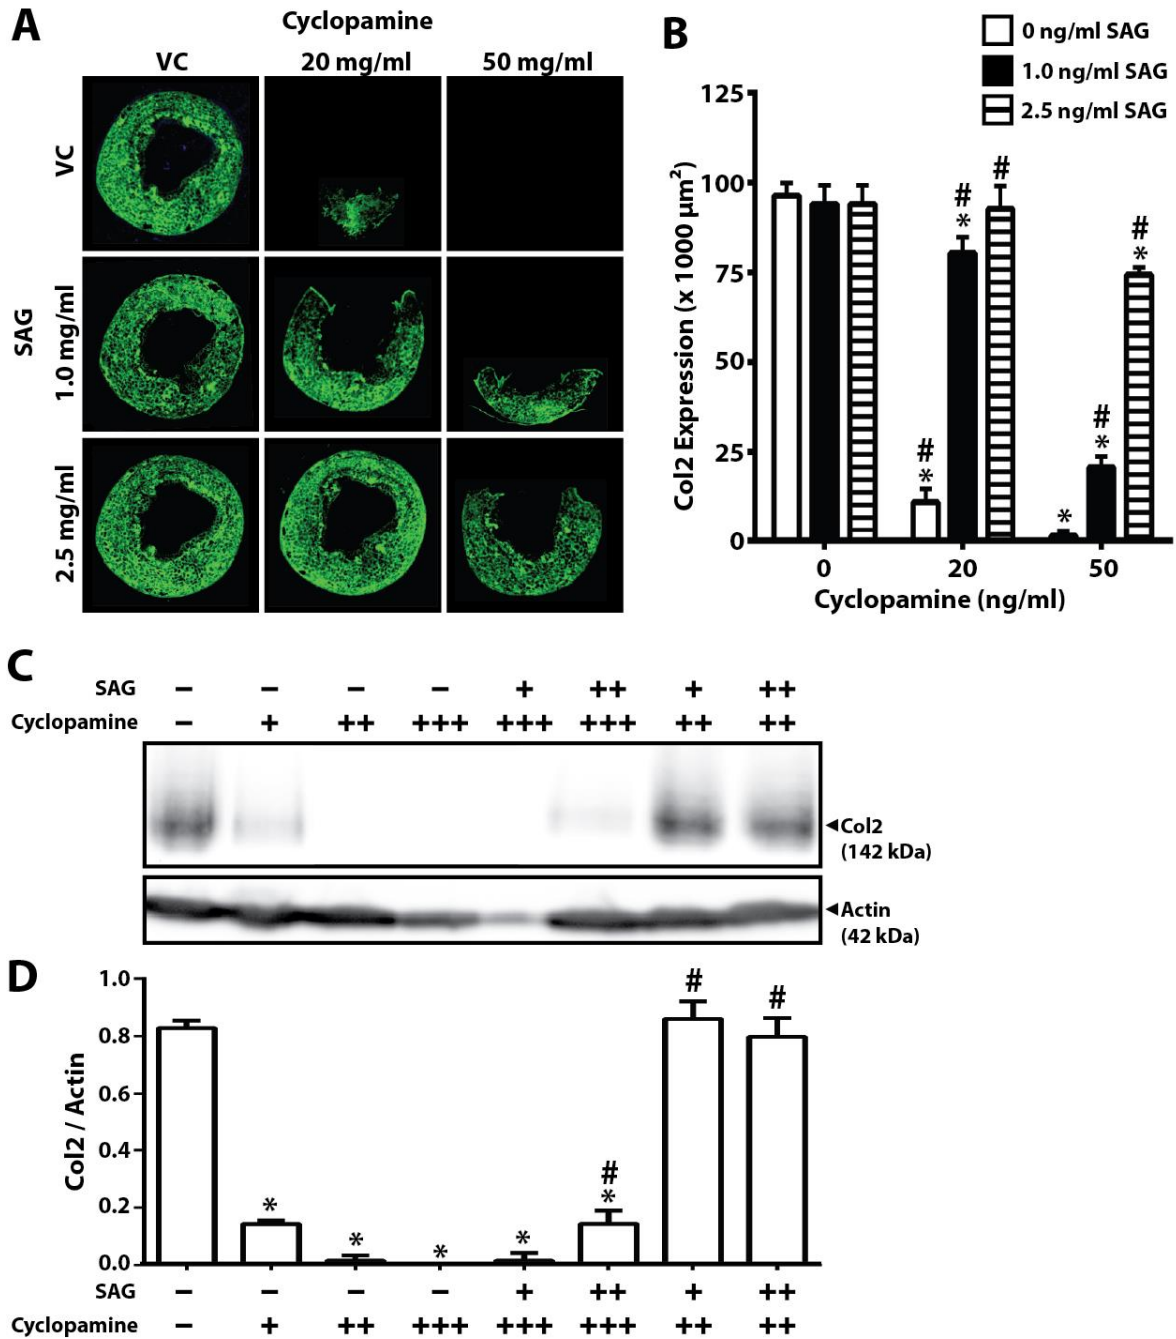 A
Cyclopamine
VC
20 mg/ml
50 mg/ml
SAG
VC
1.0 mg/ml
2.5 mg/ml
B
0 ng/ml SAG
1.0 ng/ml SAG
2.5 ng/ml SAG
Col2 Expression (x 1000 µm²)
125
100
75
50
25
0
# * # * # * # * # *
0 20 50
Cyclopamine (ng/ml)
C
SAG − − − − + ++ + ++
Cyclopamine − + ++ +++ +++ +++ ++ ++
◄Col2
(142 kDa)
◄Actin
(42 kDa)
D
Col2 / Actin
1.0
0.8
0.6
0.4
0.2
0.0
* * * * # * # #
SAG − − − − + ++ + ++
Cyclopamine − + ++ +++ +++ +++ ++ ++